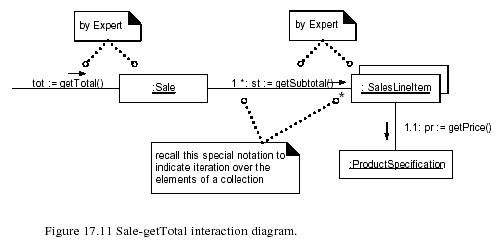 by Expert
by Expert
tot := getTotal()
:Sale
1 *: st := getSubtotal()
: SalesLineItem
*
1.1: pr := getPrice()
recall this special notation to
indicate iteration over the
elements of a collection
:ProductSpecification
Figure 17.11 Sale-getTotal interaction diagram.